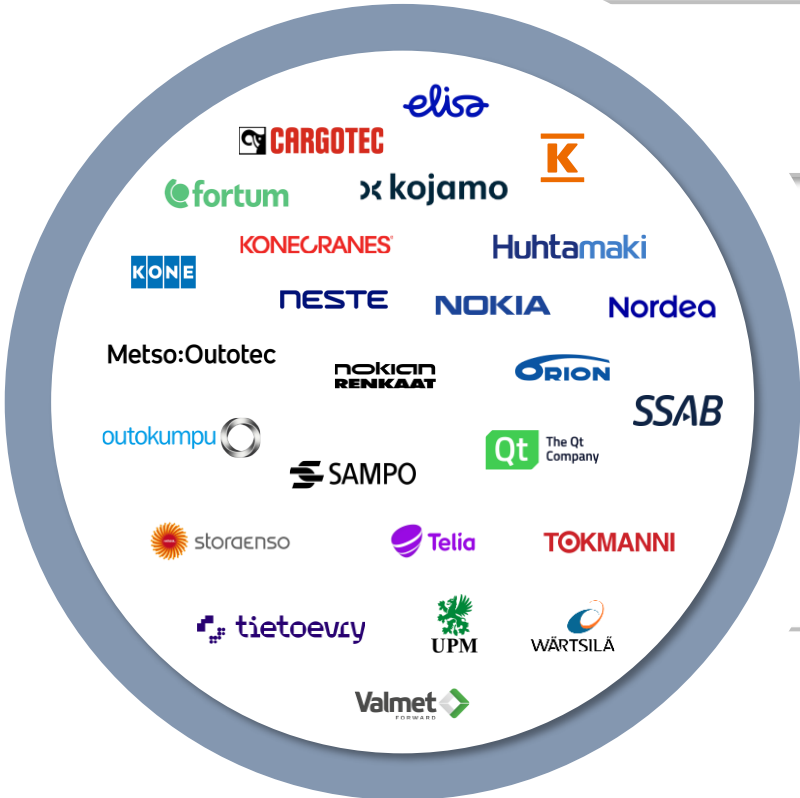 elisa
CARGOTEC
K
fortum
kojamo
KONECRANES
Huhtamaki
KONE
NESTE
NOKIA
Nordea
Metso:Outotec
nokian
RENKAAT
ORION
SSAB
outokumpu
Qt The Qt
Company
SAMPO
storaenso
Telia
TOKMANNI
tietoevry
UPM
WÄRTSILÄ
Valmet
FORWARD